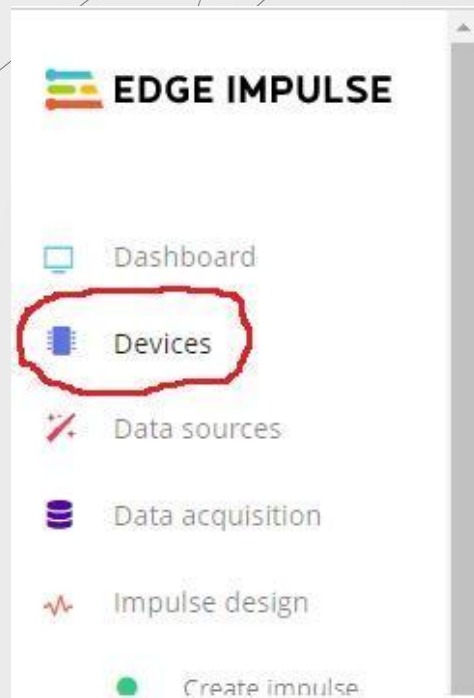 EDGE IMPULSE
Dashboard
Devices
Data sources
Data acquisition
Impulse design
Create impulse